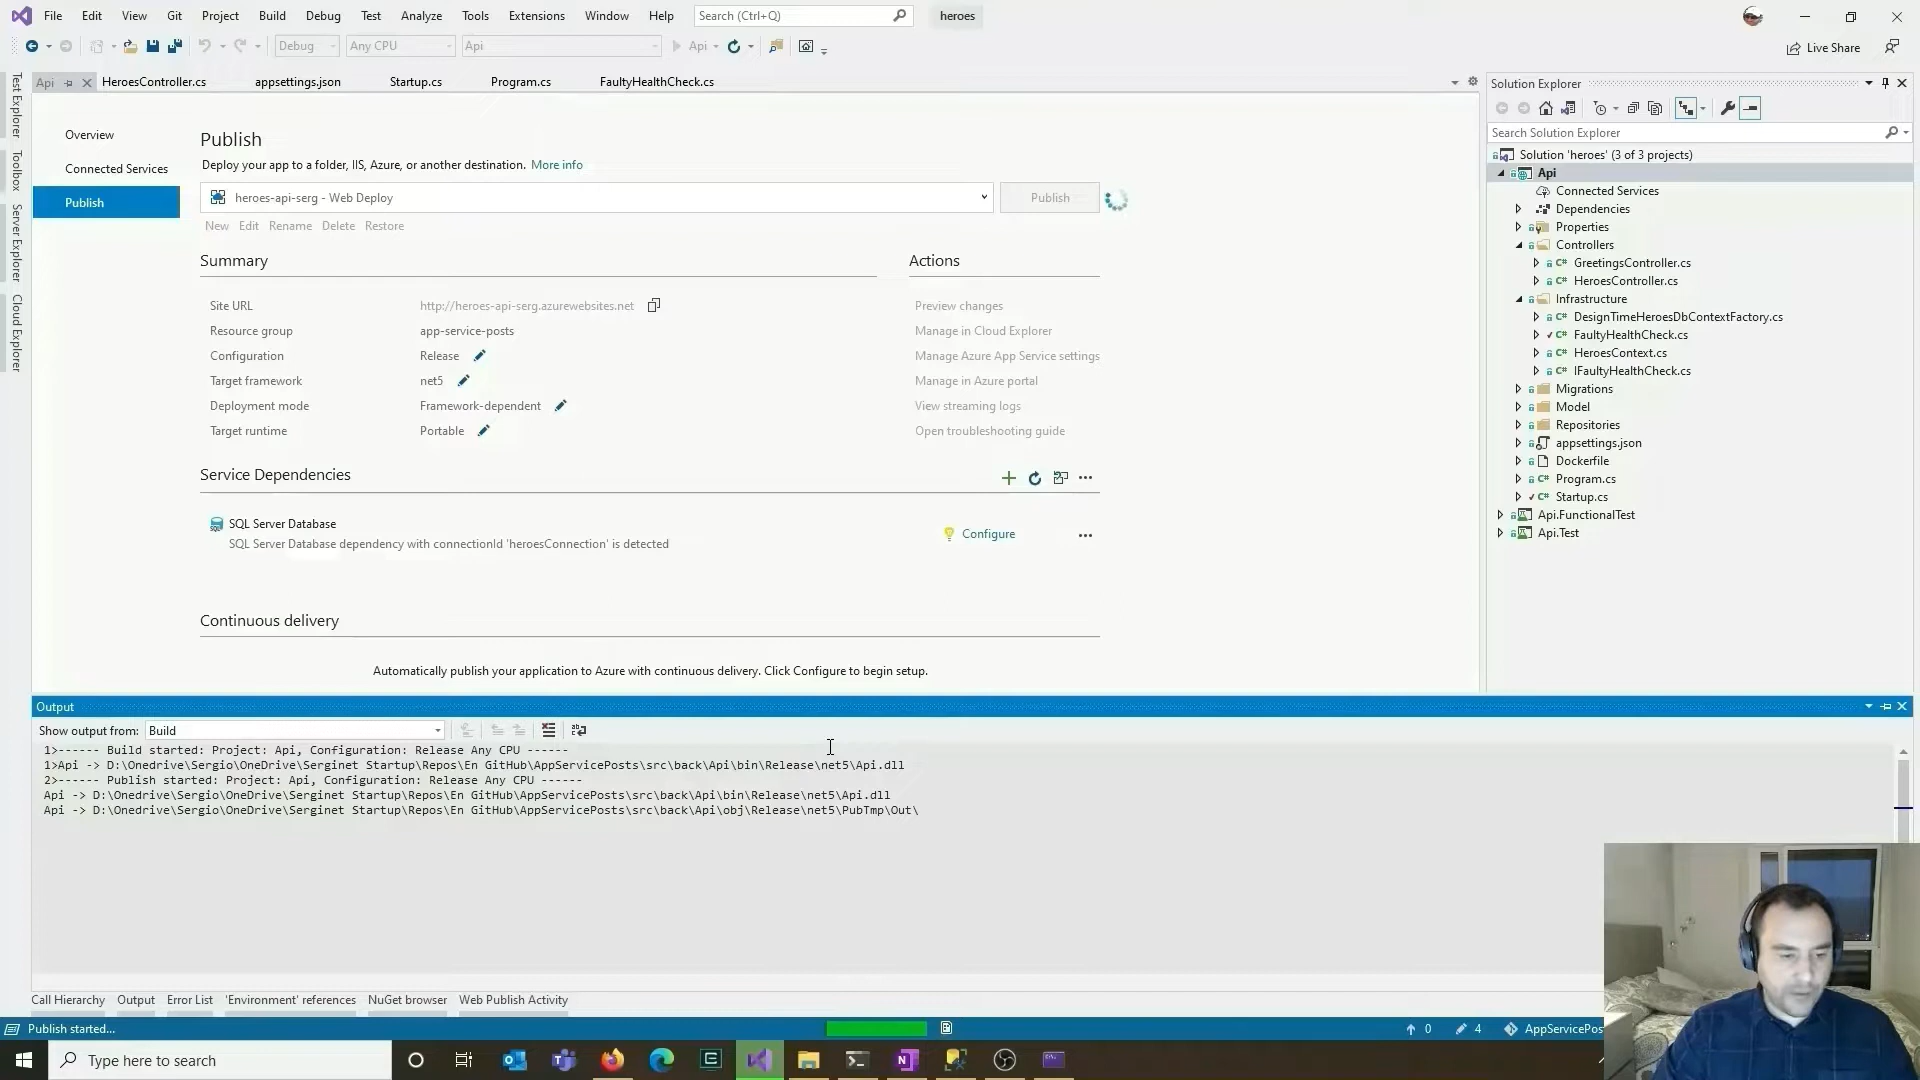 File Edit View Git Project Build Debug Test Analyze Tools Extensions Window Help Search (Ctrl+Q) heroes
Debug Any CPU Api Api Live Share
Api HeroesController.cs appsettings.json Startup.cs Program.cs FaultyHealthCheck.cs
Test Explorer
Toolbox
Server Explorer
Cloud Explorer
Overview
Connected Services
Publish
Publish
Deploy your app to a folder, IIS, Azure, or another destination. More info
heroes-api-serg - Web Deploy Publish
New Edit Rename Delete Restore
Summary Actions
Site URL http://heroes-api-serg.azurewebsites.net Preview changes
Resource group app-service-posts Manage in Cloud Explorer
Configuration Release Manage Azure App Service settings
Target framework net5 Manage in Azure portal
Deployment mode Framework-dependent View streaming logs
Target runtime Portable Open troubleshooting guide
Service Dependencies
SQL Server Database
SQL Server Database dependency with connectionId 'heroesConnection' is detected Configure
Continuous delivery
Automatically publish your application to Azure with continuous delivery. Click Configure to begin setup.
Solution Explorer
Search Solution Explorer
Solution 'heroes' (3 of 3 projects)
Api
Connected Services
Dependencies
Properties
Controllers
C# GreetingsController.cs
C# HeroesController.cs
Infrastructure
C# DesignTimeHeroesDbContextFactory.cs
C# FaultyHealthCheck.cs
C# HeroesContext.cs
C# IFaultyHealthCheck.cs
Migrations
Model
Repositories
appsettings.json
Dockerfile
C# Program.cs
C# Startup.cs
Api.FunctionalTest
Api.Test
Output
Show output from: Build
1>------ Build started: Project: Api, Configuration: Release Any CPU ------
1>Api -> D:\Onedrive\Sergio\OneDrive\Serginet Startup\Repos\En GitHub\AppServicePosts\src\back\Api\bin\Release\net5\Api.dll
2>------ Publish started: Project: Api, Configuration: Release Any CPU ------
Api -> D:\Onedrive\Sergio\OneDrive\Serginet Startup\Repos\En GitHub\AppServicePosts\src\back\Api\bin\Release\net5\Api.dll
Api -> D:\Onedrive\Sergio\OneDrive\Serginet Startup\Repos\En GitHub\AppServicePosts\src\back\Api\obj\Release\net5\PubTmp\Out\
Call Hierarchy Output Error List 'Environment' references NuGet browser Web Publish Activity
Publish started... 0 4 AppServicePos
Type here to search